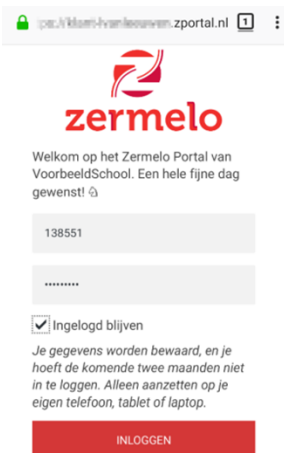 .zportal.nl 1
zermelo
Welkom op het Zermelo Portal van
VoorbeeldSchool. Een hele fijne dag
gewenst!
138551
•••••••••
Ingelogd blijven
Je gegevens worden bewaard, en je
hoeft de komende twee maanden niet
in te loggen. Alleen aanzetten op je
eigen telefoon, tablet of laptop.
INLOGGEN